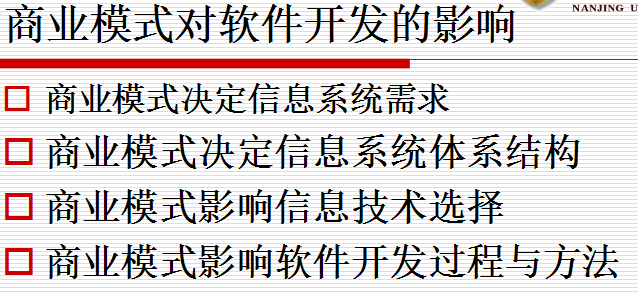 NANJING U
商业模式对软件开发的影响
商业模式决定信息系统需求
商业模式决定信息系统体系结构
商业模式影响信息技术选择
商业模式影响软件开发过程与方法